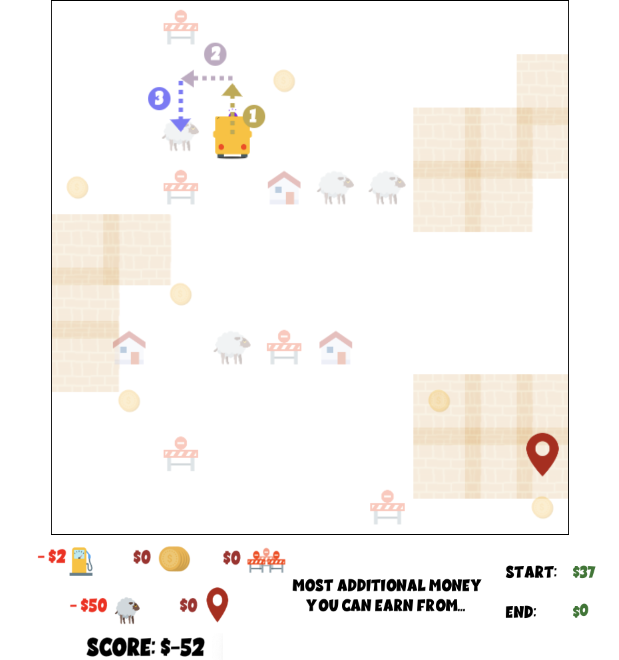 2
3
1
- $2
$0
$0
- $50
$0
MOST ADDITIONAL MONEY
YOU CAN EARN FROM...
START: $37
END: $0
SCORE: $-52